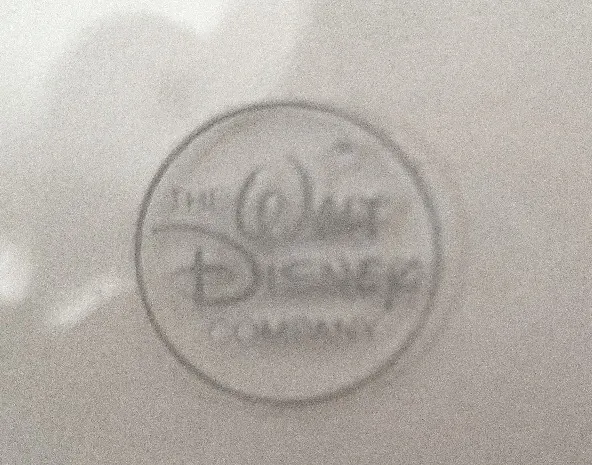 THE WALT
DISNEY
COMPANY